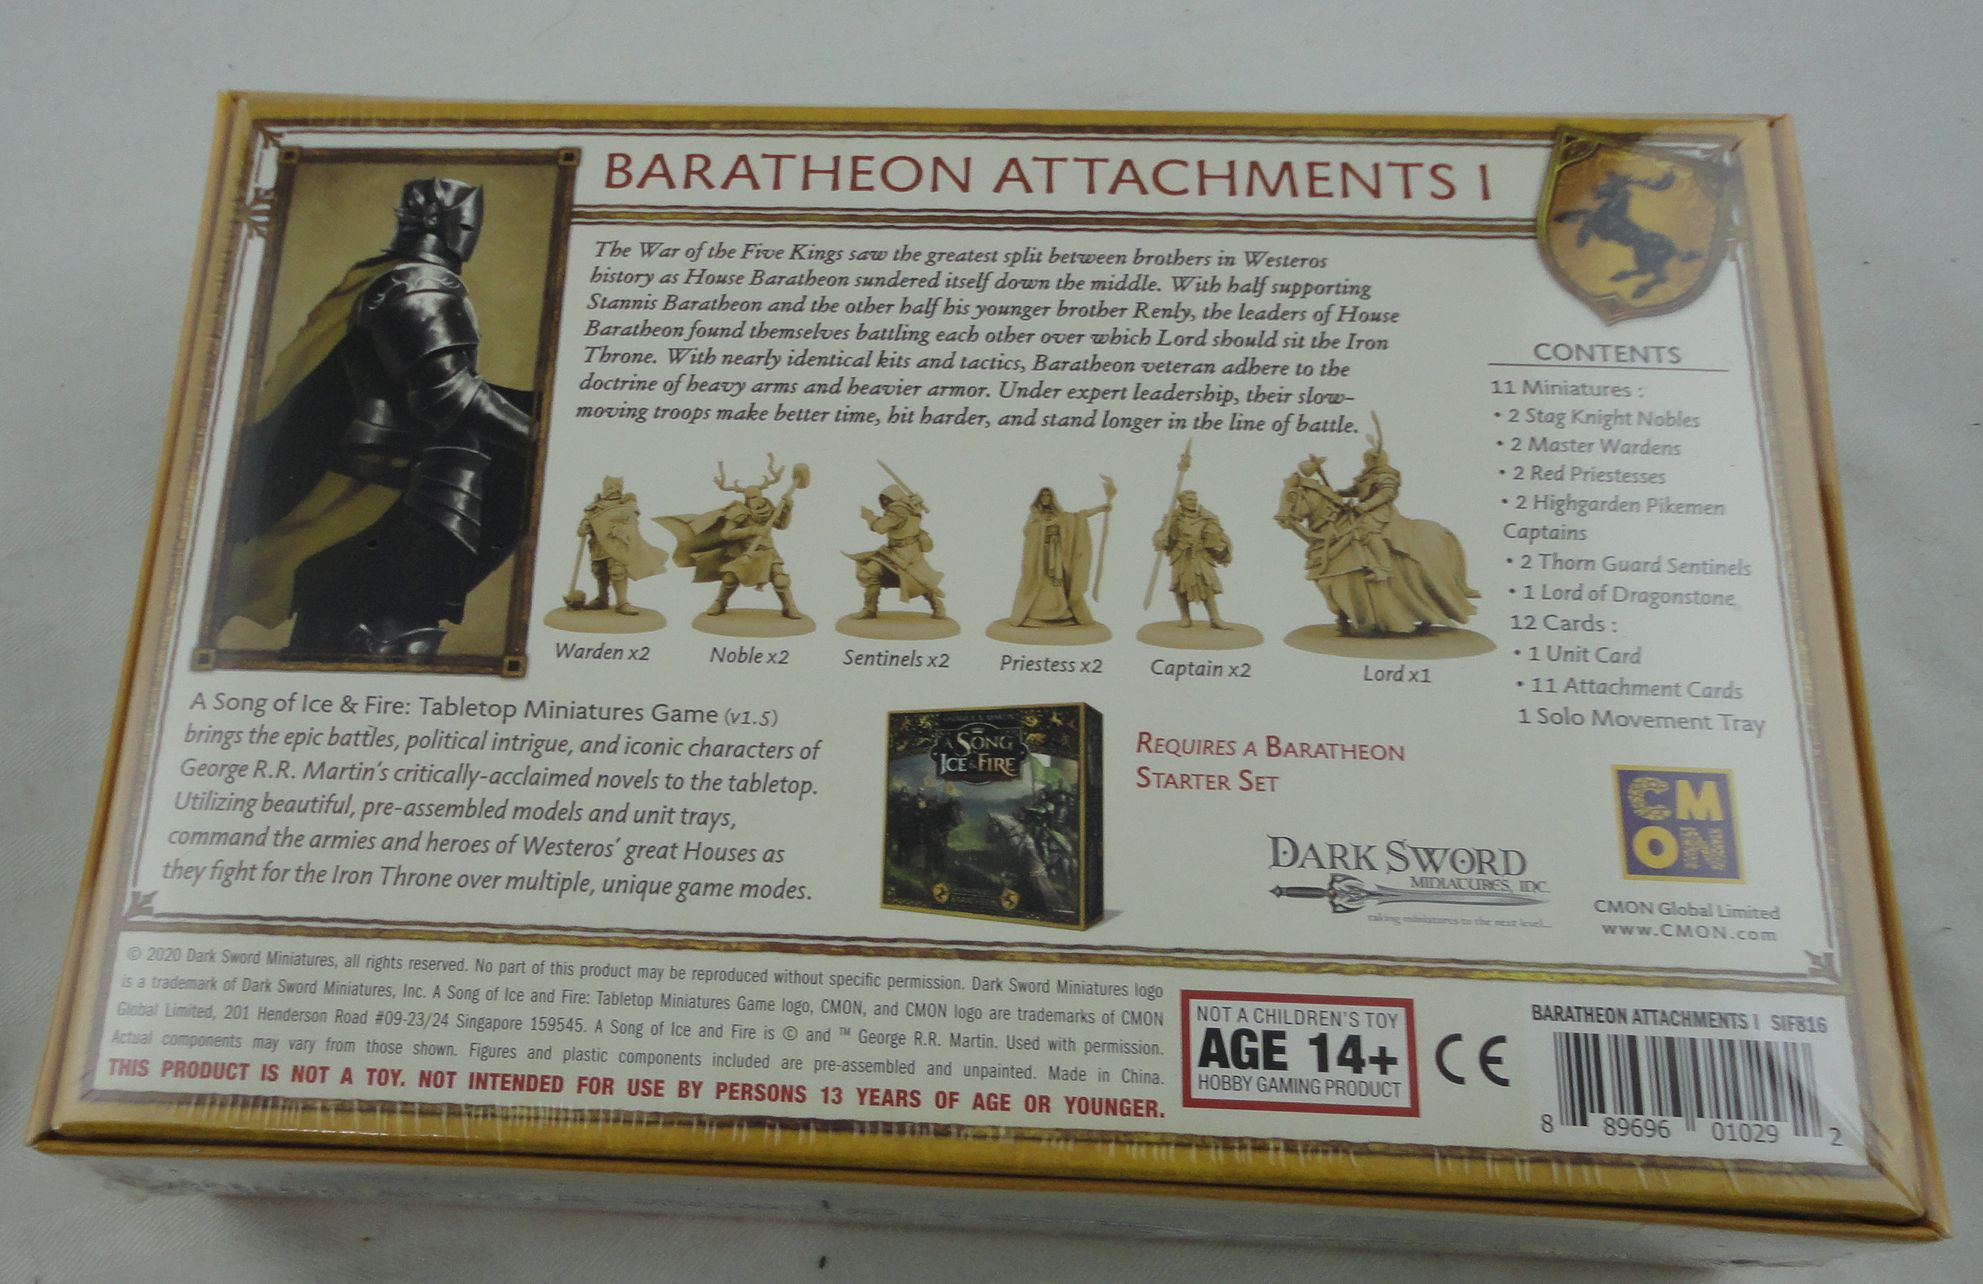 BARATHEON ATTACHMENTS I
The War of the Five Kings saw the greatest split between brothers in Westeros
history as House Baratheon sundered itself down the middle. With half supporting
Stannis Baratheon and the other half his younger brother Renly, the leaders of House
Baratheon found themselves battling each other over which Lord should sit the Iron
Throne. With nearly identical kits and tactics, Baratheon veteran adhere to the
doctrine of heavy arms and heavier armor. Under expert leadership, their slow-
moving troops make better time, hit harder, and stand longer in the line of battle.
Warden x2
Noble x2
Sentinels x2
Priestess x2
Captain x2
Lord x1
CONTENTS
11 Miniatures :
• 2 Stag Knight Nobles
• 2 Master Wardens
• 2 Red Priestesses
• 2 Highgarden Pikemen
Captains
• 2 Thorn Guard Sentinels
• 1 Lord of Dragonstone
12 Cards :
• 1 Unit Card
• 11 Attachment Cards
1 Solo Movement Tray
A Song of Ice & Fire: Tabletop Miniatures Game (v1.5)
brings the epic battles, political intrigue, and iconic characters of
George R.R. Martin's critically-acclaimed novels to the tabletop.
Utilizing beautiful, pre-assembled models and unit trays,
command the armies and heroes of Westeros' great Houses as
they fight for the Iron Throne over multiple, unique game modes.
A SONG
OF
ICE & FIRE
BARATHEON
REQUIRES A BARATHEON
STARTER SET
DARK SWORD
MINIATURES, INC.
taking miniatures to the next level...
CM
ON
CMON Global Limited
www.CMON.com
© 2020 Dark Sword Miniatures, all rights reserved. No part of this product may be reproduced without specific permission. Dark Sword Miniatures logo
is a trademark of Dark Sword Miniatures, Inc. A Song of Ice and Fire: Tabletop Miniatures Game logo, CMON, and CMON logo are trademarks of CMON
Global Limited, 201 Henderson Road #09-23/24 Singapore 159545. A Song of Ice and Fire is © and ™ George R.R. Martin. Used with permission.
Actual components may vary from those shown. Figures and plastic components included are pre-assembled and unpainted. Made in China.
THIS PRODUCT IS NOT A TOY. NOT INTENDED FOR USE BY PERSONS 13 YEARS OF AGE OR YOUNGER.
NOT A CHILDREN'S TOY
AGE 14+
HOBBY GAMING PRODUCT
CE
BARATHEON ATTACHMENTS I SIF816
8 89696 01029 2